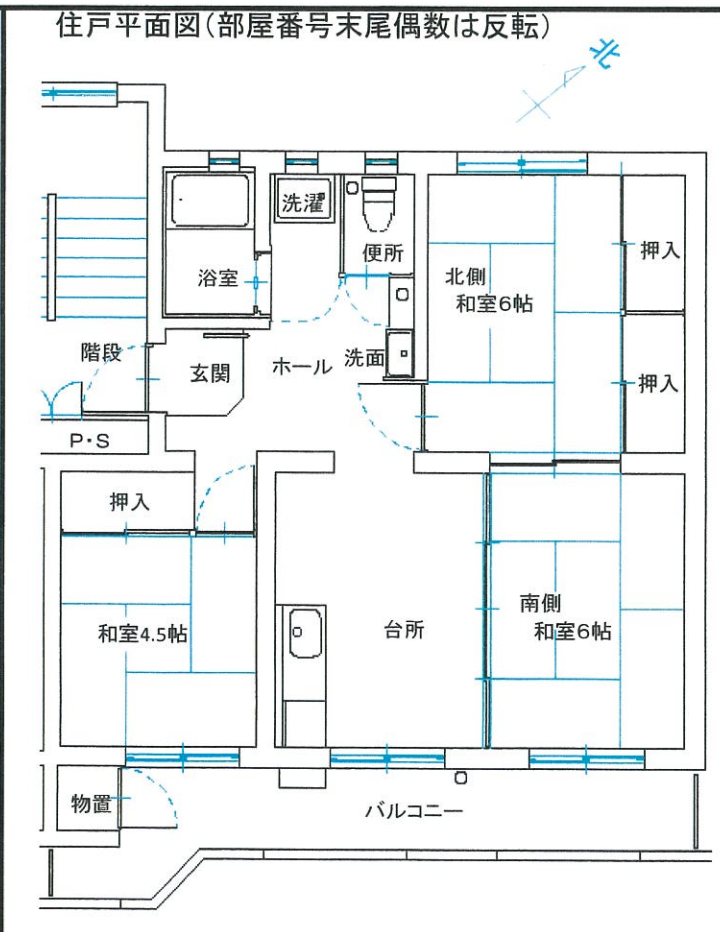 住戸平面図(部屋番号末尾偶数は反転)
北
洗濯
便所
浴室
北側
和室6帖
押入
階段
玄関
ホール
洗面
押入
P・S
押入
和室4.5帖
台所
南側
和室6帖
物置
バルコニー